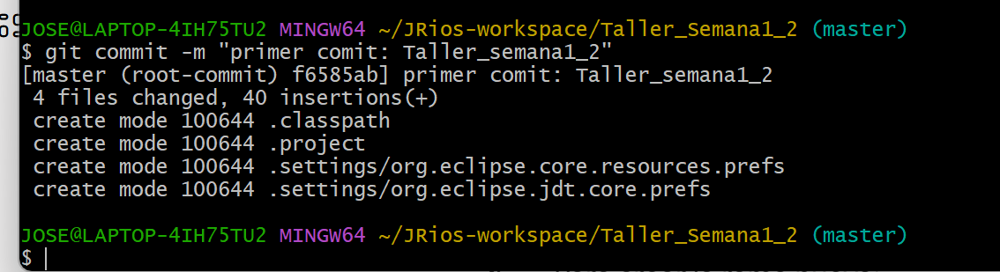 JOSE@LAPTOP-4IH75TU2 MINGW64 ~/JRios-workspace/Taller_Semana1_2 (master)
$ git commit -m "primer comit: Taller_semana1_2"
[master (root-commit) f6585ab] primer comit: Taller_semana1_2
 4 files changed, 40 insertions(+)
 create mode 100644 .classpath
 create mode 100644 .project
 create mode 100644 .settings/org.eclipse.core.resources.prefs
 create mode 100644 .settings/org.eclipse.jdt.core.prefs
JOSE@LAPTOP-4IH75TU2 MINGW64 ~/JRios-workspace/Taller_Semana1_2 (master)
$